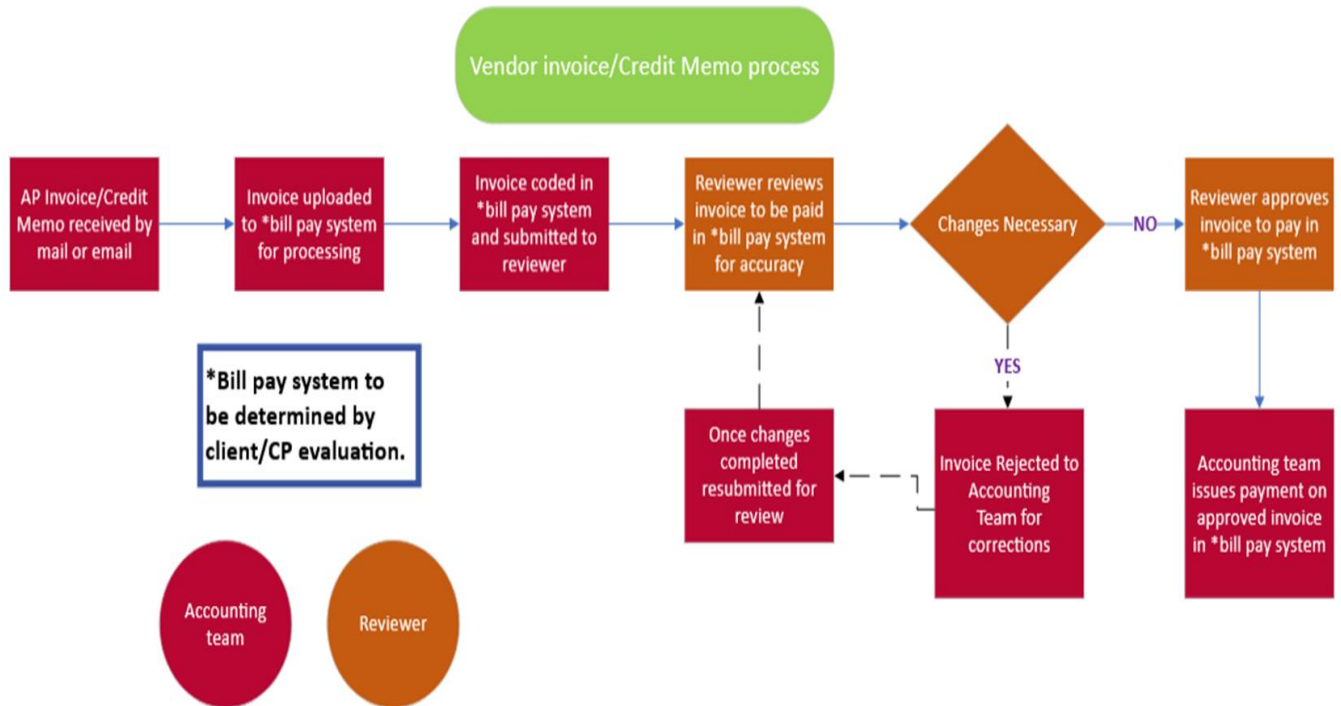 Vendor invoice/Credit Memo process
AP Invoice/Credit
Memo received by
mail or email
Invoice uploaded
to *bill pay system
for processing
Invoice coded in
*bill pay system
and submitted to
reviewer
Reviewer reviews
invoice to be paid
in *bill pay system
for accuracy
Changes Necessary
NO
Reviewer approves
invoice to pay in
*bill pay system
YES
*Bill pay system to
be determined by
client/CP evaluation.
Once changes
completed
resubmitted for
review
Invoice Rejected to
Accounting
Team for
corrections
Accounting team
issues payment on
approved invoice
in *bill pay system
Accounting
team
Reviewer